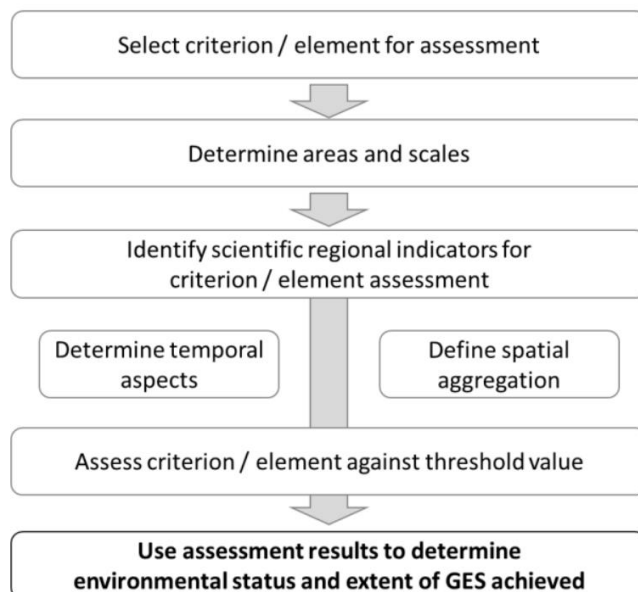 Select criterion / element for assessment
Determine areas and scales
Identify scientific regional indicators for
criterion / element assessment
Determine temporal
aspects
Define spatial
aggregation
Assess criterion / element against threshold value
Use assessment results to determine
environmental status and extent of GES achieved